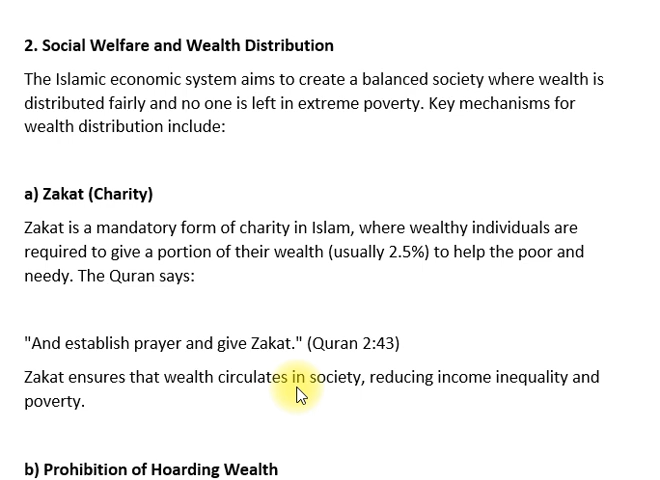 2. Social Welfare and Wealth Distribution
The Islamic economic system aims to create a balanced society where wealth is
distributed fairly and no one is left in extreme poverty. Key mechanisms for
wealth distribution include:
a) Zakat (Charity)
Zakat is a mandatory form of charity in Islam, where wealthy individuals are
required to give a portion of their wealth (usually 2.5%) to help the poor and
needy. The Quran says:
"And establish prayer and give Zakat." (Quran 2:43)
Zakat ensures that wealth circulates in society, reducing income inequality and
poverty.
b) Prohibition of Hoarding Wealth